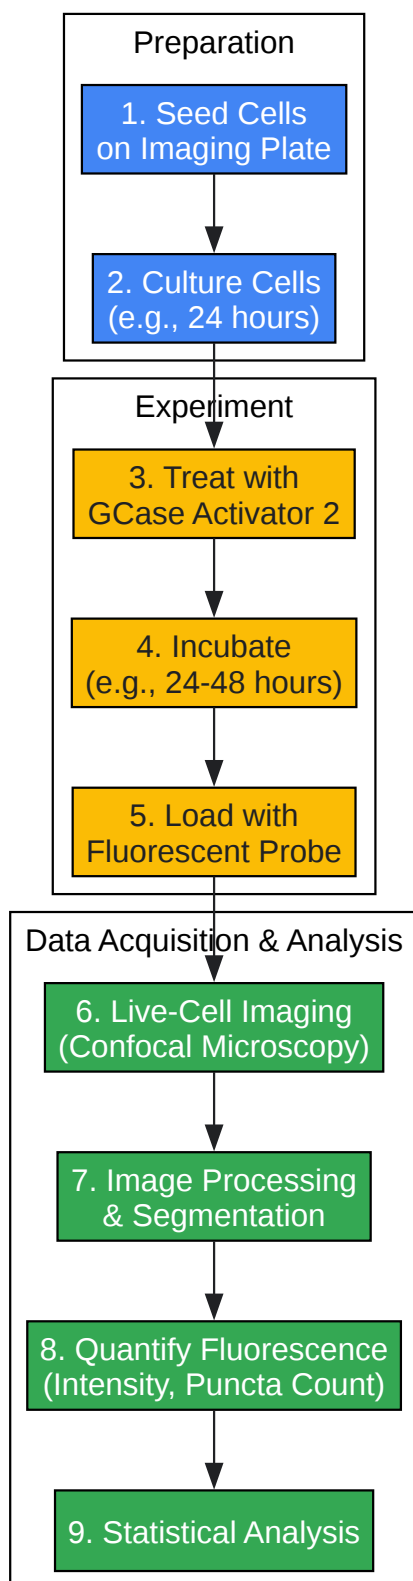 Preparation
1. Seed Cells
on Imaging Plate
2. Culture Cells
(e.g., 24 hours)
Experiment
3. Treat with
GCase Activator 2
4. Incubate
(e.g., 24-48 hours)
5. Load with
Fluorescent Probe
Data Acquisition & Analysis
6. Live-Cell Imaging
(Confocal Microscopy)
7. Image Processing
& Segmentation
8. Quantify Fluorescence
(Intensity, Puncta Count)
9. Statistical Analysis